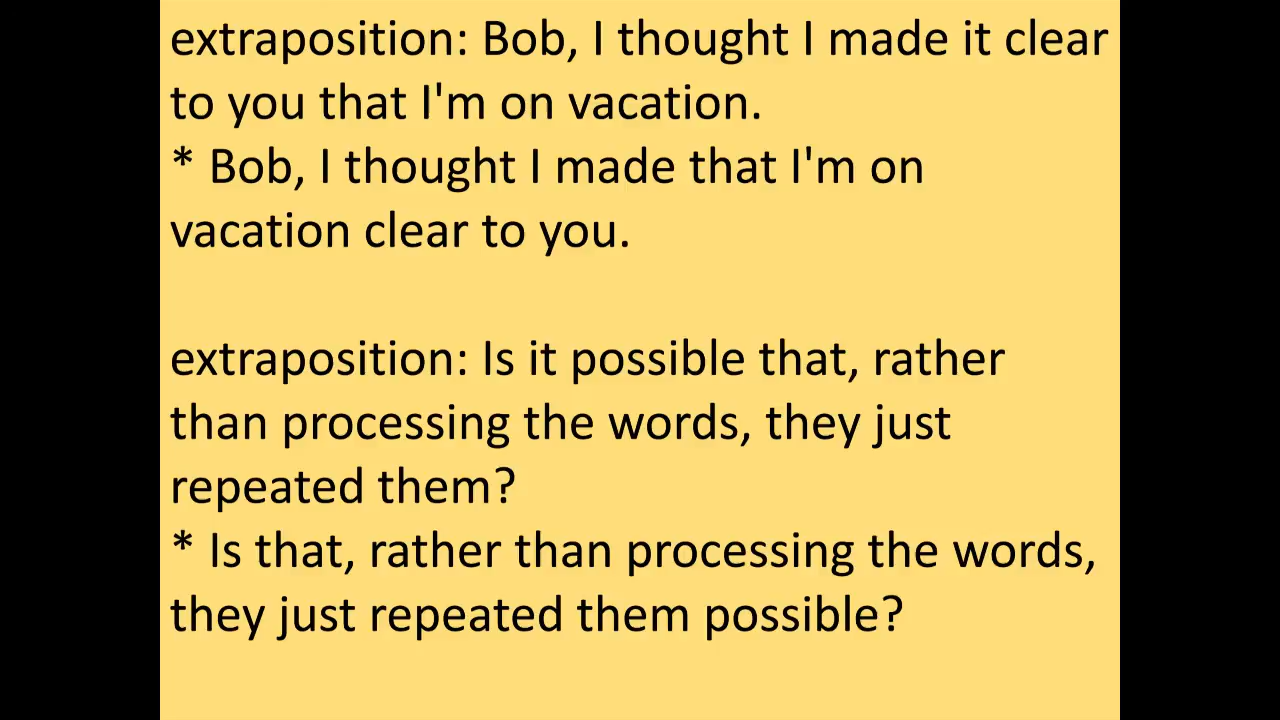 extraposition: Bob, I thought I made it clear
to you that I'm on vacation.
* Bob, I thought I made that I'm on
vacation clear to you.
extraposition: Is it possible that, rather
than processing the words, they just
repeated them?
* Is that, rather than processing the words,
they just repeated them possible?